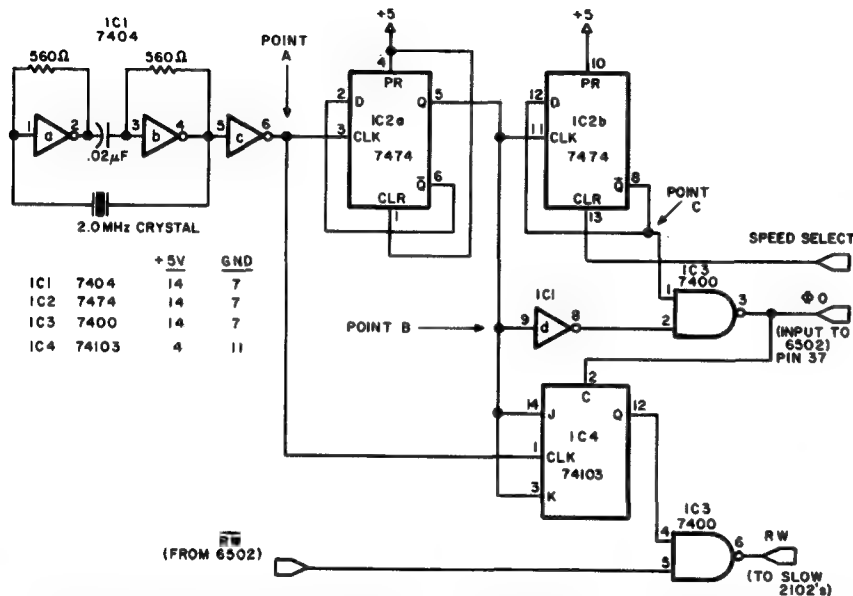 IC1
7404
560Ω
560Ω
1
a
2
.02μF
3
b
4
5
c
6
2.0MHz CRYSTAL
POINT
A
+5
4
PR
2
D
Q
5
IC2a
3
CLK
7474
Q̅
6
CLR
1
+5
10
PR
12
D
IC2b
11
CLK
7474
Q̅
8
CLR
13
POINT
C
SPEED SELECT
+5V GND
IC1 7404 14 7
IC2 7474 14 7
IC3 7400 14 7
IC4 74103 4 11
POINT B
IC1
9
d
8
IC3
7400
1
2
3
Φ0
(INPUT TO
6502)
PIN 37
2
C
14
J
Q
12
IC4
1
CLK
74103
3
K
IC3
7400
4
5
6
RW
(TO SLOW
2102's)
R̅W̅
(FROM 6502)